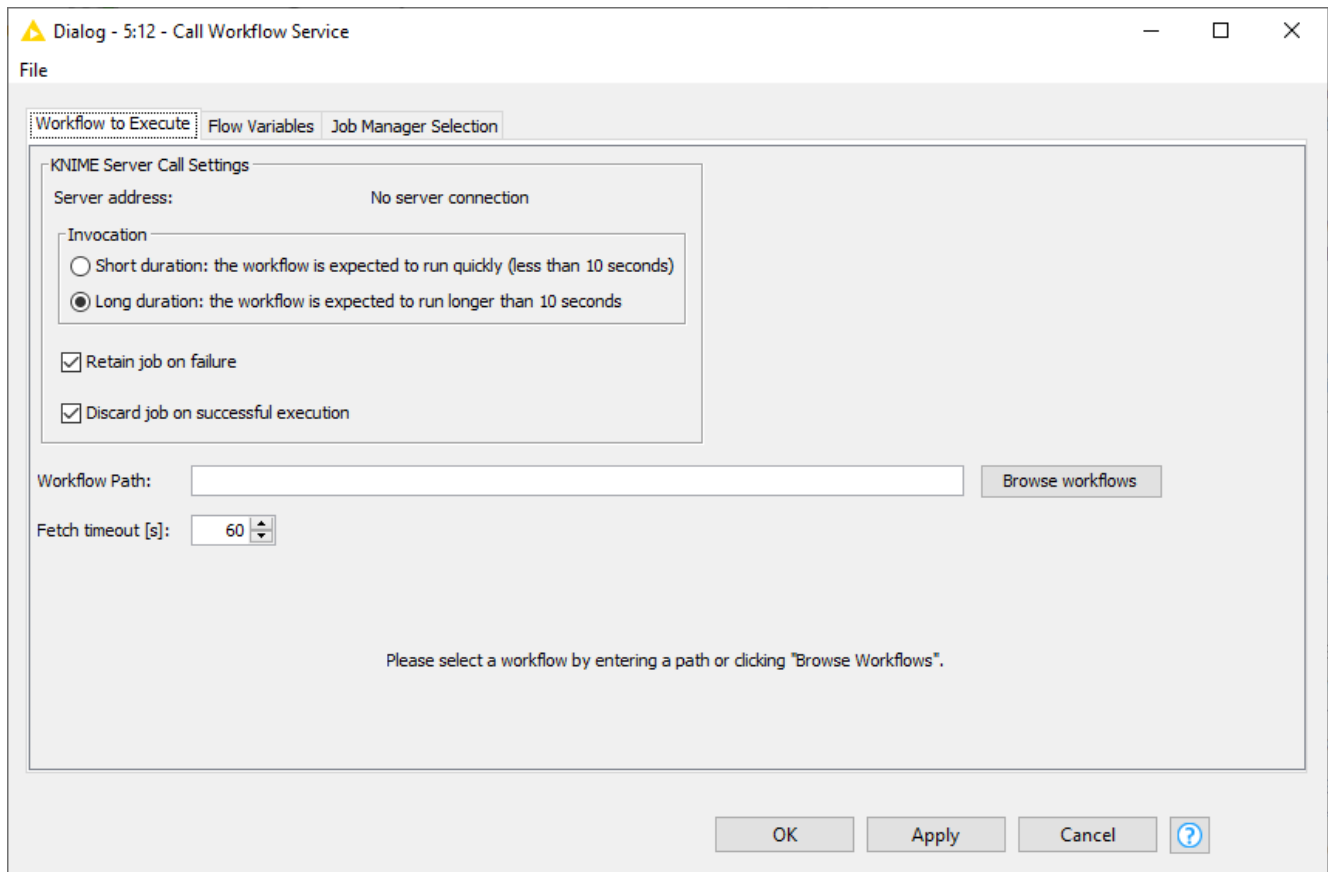 Dialog - 5:12 - Call Workflow Service
File
Workflow to Execute Flow Variables Job Manager Selection
KNIME Server Call Settings
Server address: No server connection
Invocation
Short duration: the workflow is expected to run quickly (less than 10 seconds)
Long duration: the workflow is expected to run longer than 10 seconds
Retain job on failure
Discard job on successful execution
Workflow Path: Browse workflows
Fetch timeout [s]: 60
Please select a workflow by entering a path or clicking "Browse Workflows".
OK Apply Cancel ?